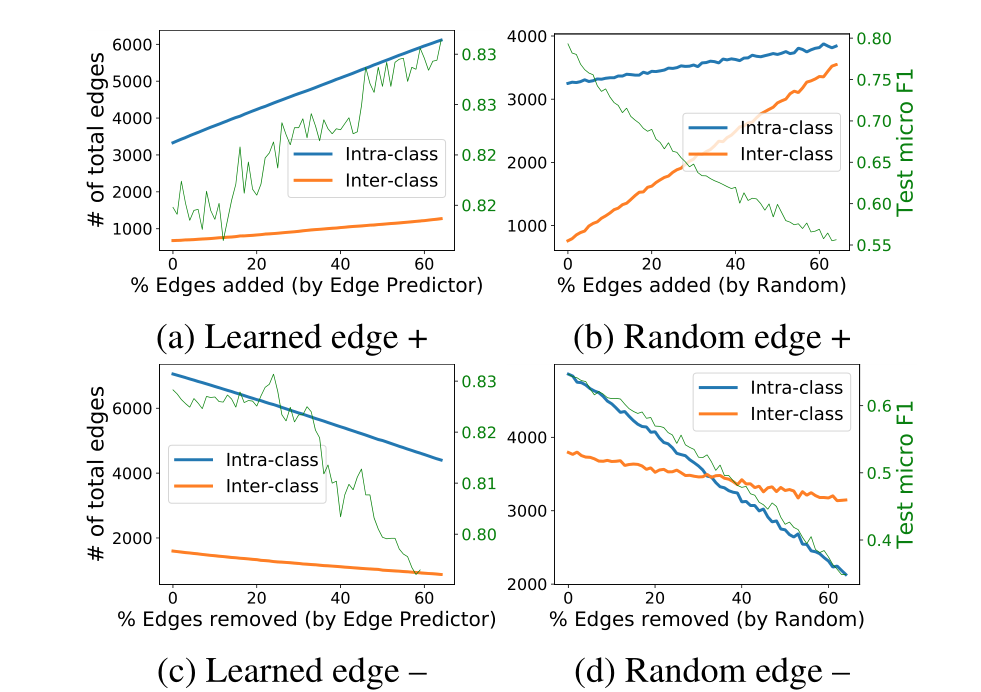 # of total edges
6000
5000
4000
3000
2000
1000
0.83
0.83
0.82
0.82
Intra-class
Inter-class
0 20 40 60
% Edges added (by Edge Predictor)
(a) Learned edge +
4000
3000
2000
1000
0.80
0.75
0.70
0.65
0.60
0.55
Test micro F1
Intra-class
Inter-class
0 20 40 60
% Edges added (by Random)
(b) Random edge +
# of total edges
6000
4000
2000
0.83
0.82
0.81
0.80
Intra-class
Inter-class
0 20 40 60
% Edges removed (by Edge Predictor)
(c) Learned edge –
4000
3000
2000
0.6
0.5
0.4
Test micro F1
Intra-class
Inter-class
0 20 40 60
% Edges removed (by Random)
(d) Random edge –